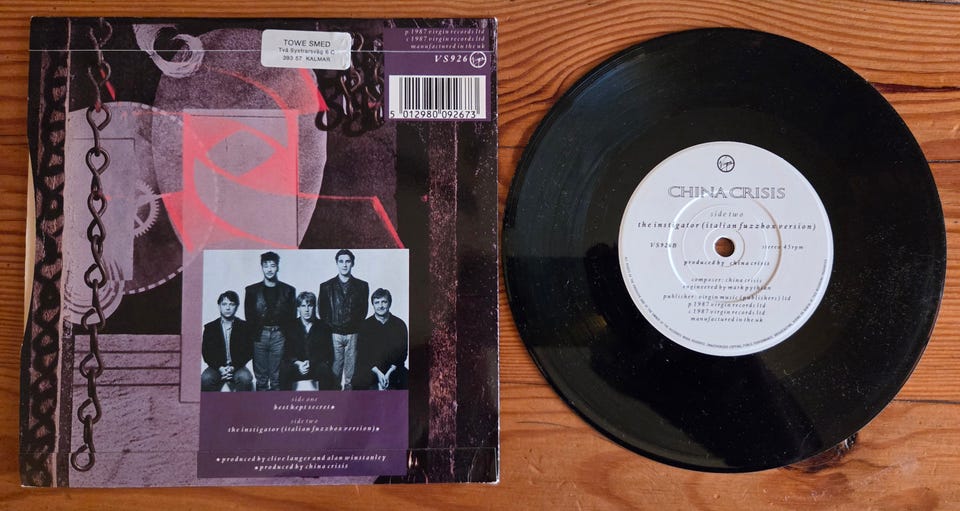 TOWE SMED
Två Systrarsväg 6 C
393 57 KALMAR
p 1987 virgin records ltd
c 1987 virgin records ltd
manufactured in the uk
VS926
Virgin
5 012980 092673
side one
best kept secret
side two
the instigator (italian fuzzbox version)
produced by clive langer and alan winstanley
produced by china crisis
Virgin
CHINA CRISIS
side two
the instigator (italian fuzzbox version)
VS926B
stereo 45rpm
produced by china crisis
composer: china crisis
engineered by mark phythian
publisher: virgin music (publishers) ltd
p 1987 virgin records ltd
c 1987 virgin records ltd
manufactured in the uk